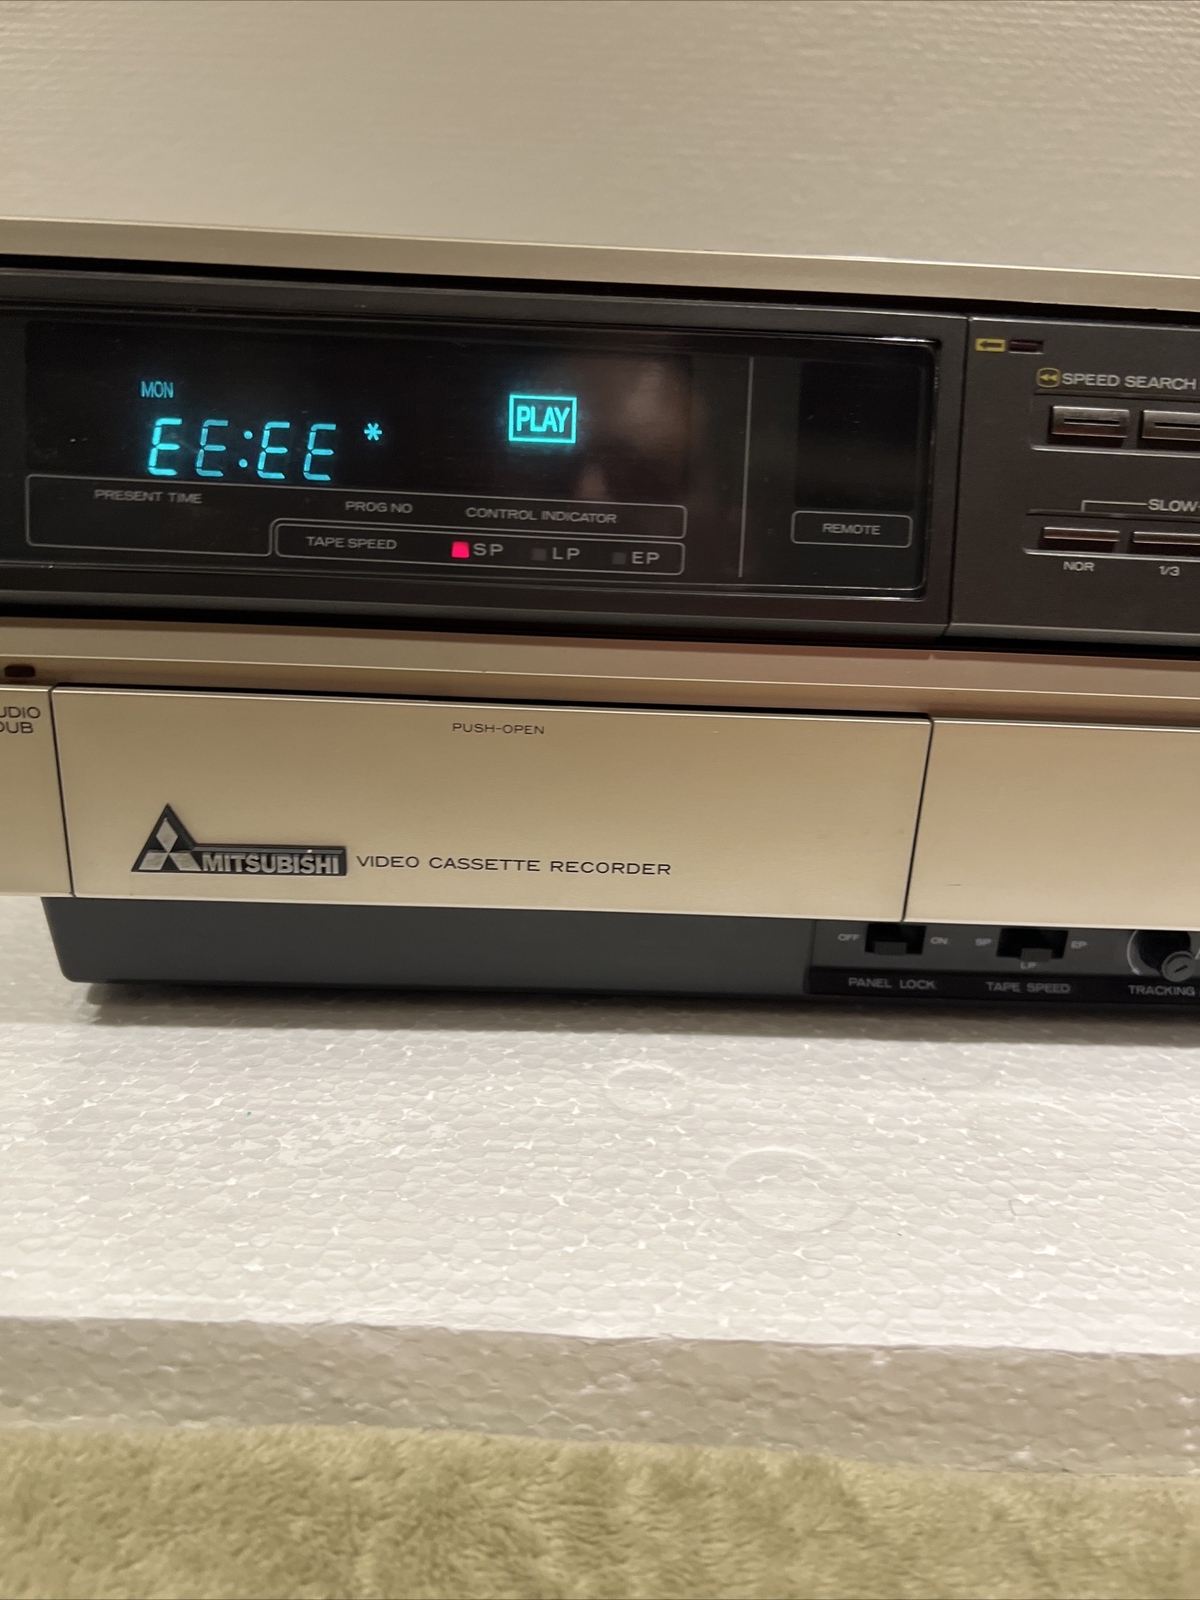 SPEED SEARCH
MON
EE:EE *
PLAY
PRESENT TIME
PROG NO
CONTROL INDICATOR
REMOTE
SLOW
TAPE SPEED
SP
LP
EP
NOR
1/3
UDIO
DUB
PUSH-OPEN
MITSUBISHI VIDEO CASSETTE RECORDER
OFF
ON
SP
EP
LP
PANEL LOCK
TAPE SPEED
TRACKING